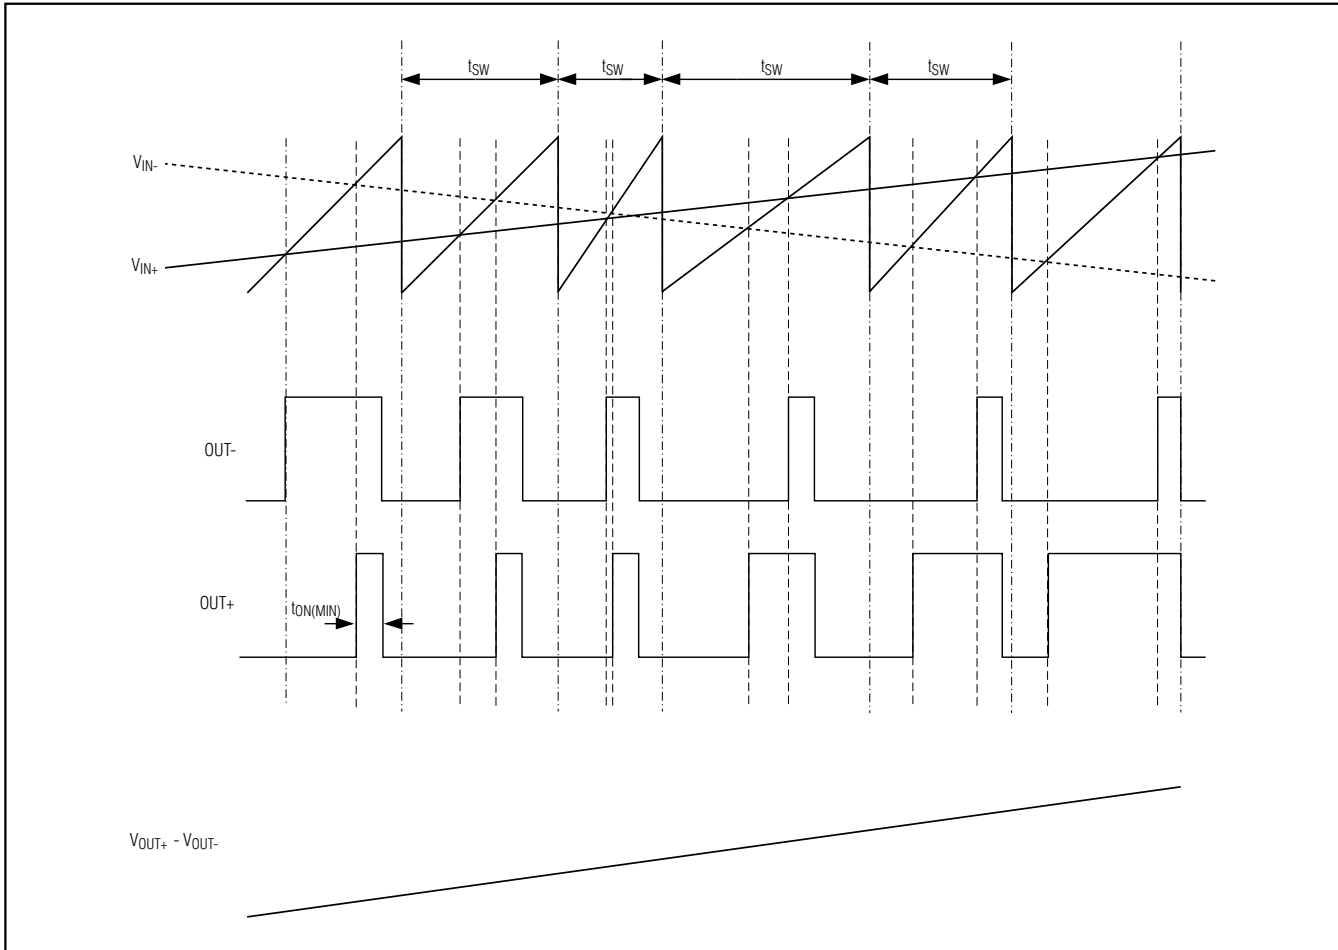 tSW tSW tSW tSW
VIN-
VIN+
OUT-
OUT+
tON(MIN)
VOUT+ - VOUT-